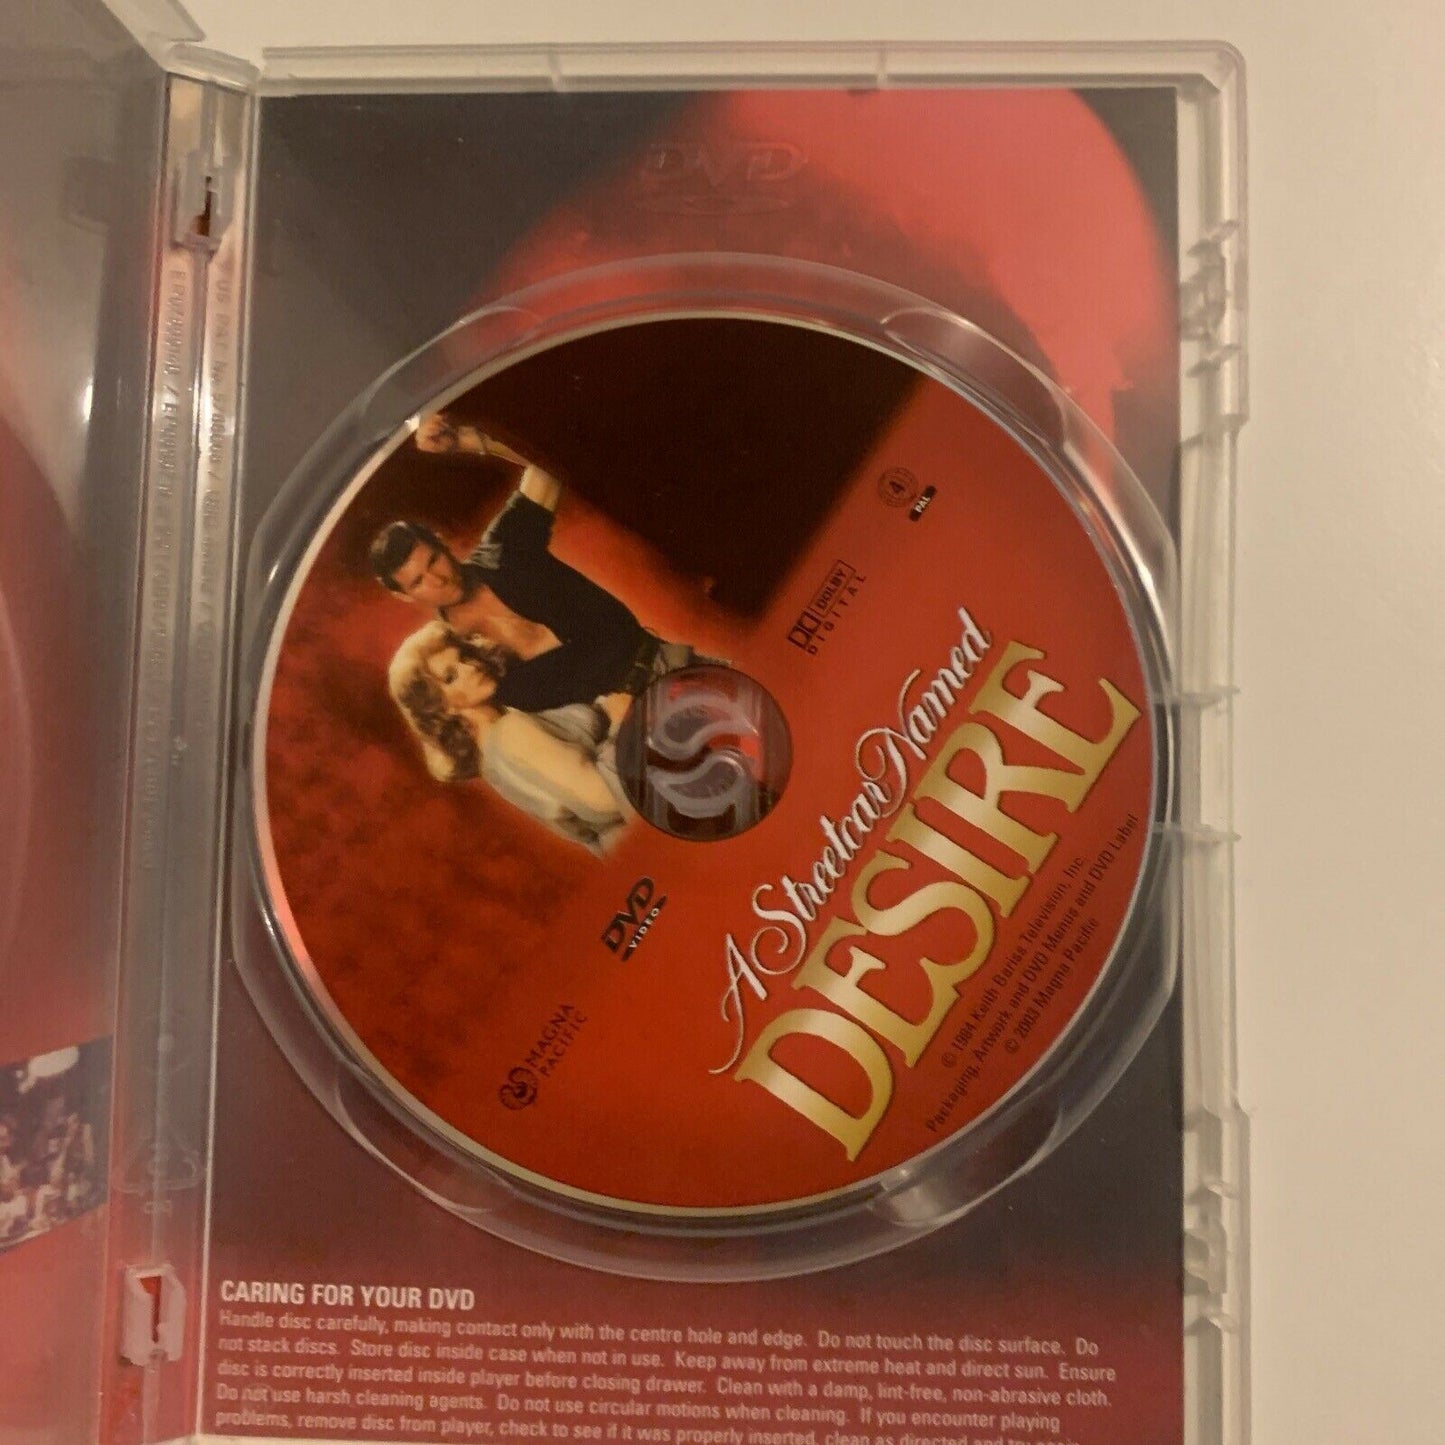 DVD
4
PAL
DOLBY
DIGITAL
A Streetcar Named
DESIRE
DVD
VIDEO
MAGNA
PACIFIC
© 1984 Keith Bariss Television, Inc.
Packaging, Artwork and DVD Menus and DVD Label
© 2003 Magna Pacific
CARING FOR YOUR DVD
Handle disc carefully, making contact only with the centre hole and edge. Do not touch the disc surface. Do
not stack discs. Store disc inside case when not in use. Keep away from extreme heat and direct sun. Ensure
disc is correctly inserted inside player before closing drawer. Clean with a damp, lint-free, non-abrasive cloth.
Do not use harsh cleaning agents. Do not use circular motions when cleaning. If you encounter playing
problems, remove disc from player, check to see if it was properly inserted, clean as directed and try again